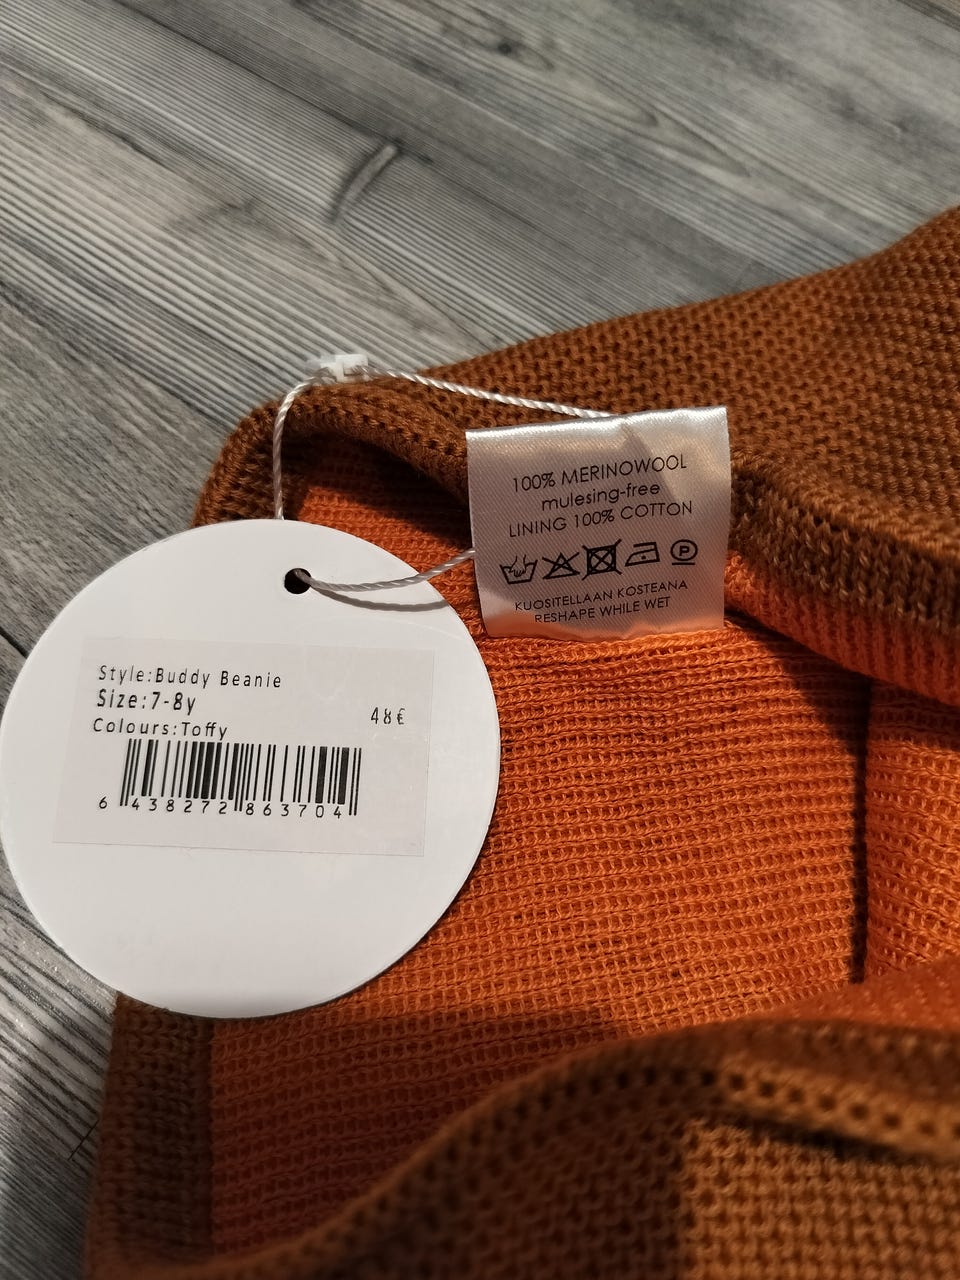 100% MERINOWOOL
mulesing-free
LINING 100% COTTON
P
KUOSITELLAAN KOSTEANA
RESHAPE WHILE WET
Style:Buddy Beanie
Size:7-8y
48€
Colours:Toffy
6 438272 863704